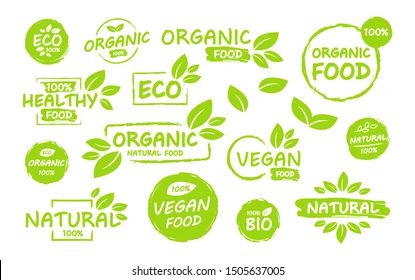 ECO
100%
ORGANIC
100%
ORGANIC
FOOD
100%
ORGANIC
FOOD
100%
HEALTHY
FOOD
ECO
ECO
ORGANIC
100%
ORGANIC
NATURAL FOOD
VEGAN
FOOD
NATURAL
100%
NATURAL
100%
100%
VEGAN
FOOD
100%
BIO
NATURAL
shutterstock.com · 1505637005